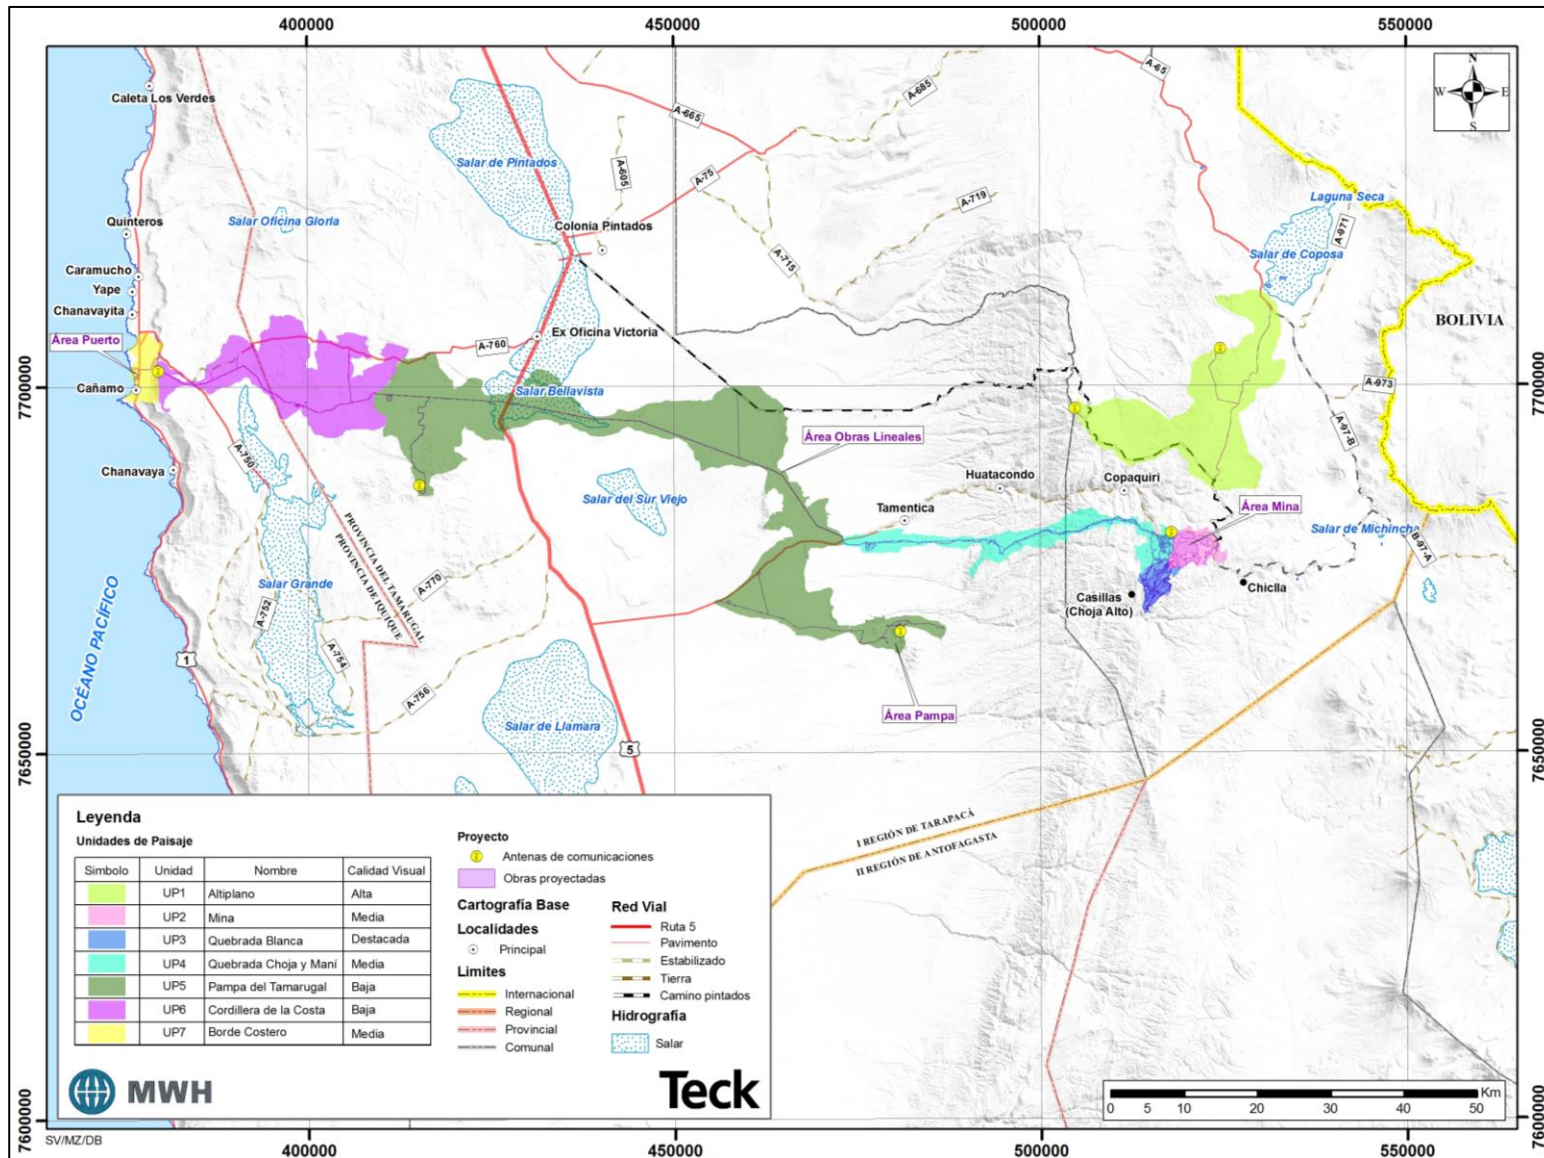 400000
450000
500000
550000
7700000
7650000
7600000
7700000
7650000
7600000
400000
450000
500000
550000
N
W
E
S
Caleta Los Verdes
Quinteros
Caramucho
Yape
Chanavayita
Área Puerto
Cañamo
Chanavaya
OCÉANO PACÍFICO
1
Salar Oficina Gloria
Salar de Pintados
Colonia Pintados
Ex Oficina Victoria
Salar Bellavista
A-665
A-685
A-65
A-605
A-75
A-719
A-715
A-760
A-750
A-752
A-754
A-756
A-770
A-971
A-973
A-97-B
B-97-A
5
Laguna Seca
Salar de Coposa
BOLIVIA
Área Obras Lineales
Salar del Sur Viejo
Huatacondo
Copaquiri
Tamentica
Área Mina
Salar de Michincha
Chiclla
Casillas
(Choja Alto)
Área Pampa
Salar Grande
PROVINCIA DEL TAMARUGAL
PROVINCIA DE IQUIQUE
Salar de Llamara
I REGIÓN DE TARAPACÁ
II REGIÓN DE ANTOFAGASTA
Leyenda
Unidades de Paisaje
Simbolo Unidad Nombre Calidad Visual
UP1 Altiplano Alta
UP2 Mina Media
UP3 Quebrada Blanca Destacada
UP4 Quebrada Choja y Maní Media
UP5 Pampa del Tamarugal Baja
UP6 Cordillera de la Costa Baja
UP7 Borde Costero Media
Proyecto
Antenas de comunicaciones
Obras proyectadas
Cartografía Base
Localidades
Principal
Limites
Internacional
Regional
Provincial
Comunal
Red Vial
Ruta 5
Pavimento
Estabilizado
Tierra
Camino pintados
Hidrografía
Salar
MWH
Teck
Km
0 5 10 20 30 40 50
SV/MZ/DB